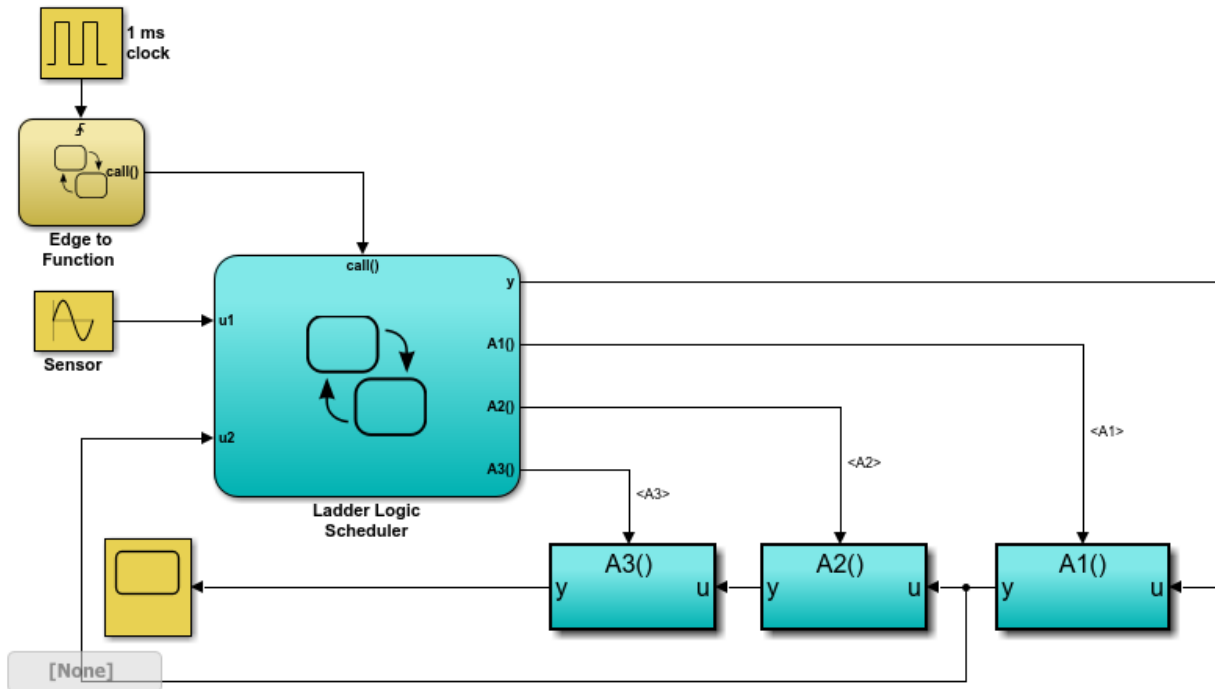 1 ms
clock
call()
Edge to
Function
call()
y
u1
Sensor
A1()
A2()
u2
<A1>
<A2>
A3()
<A3>
Ladder Logic
Scheduler
A3()
y
u
A2()
y
u
A1()
y
u
[None]